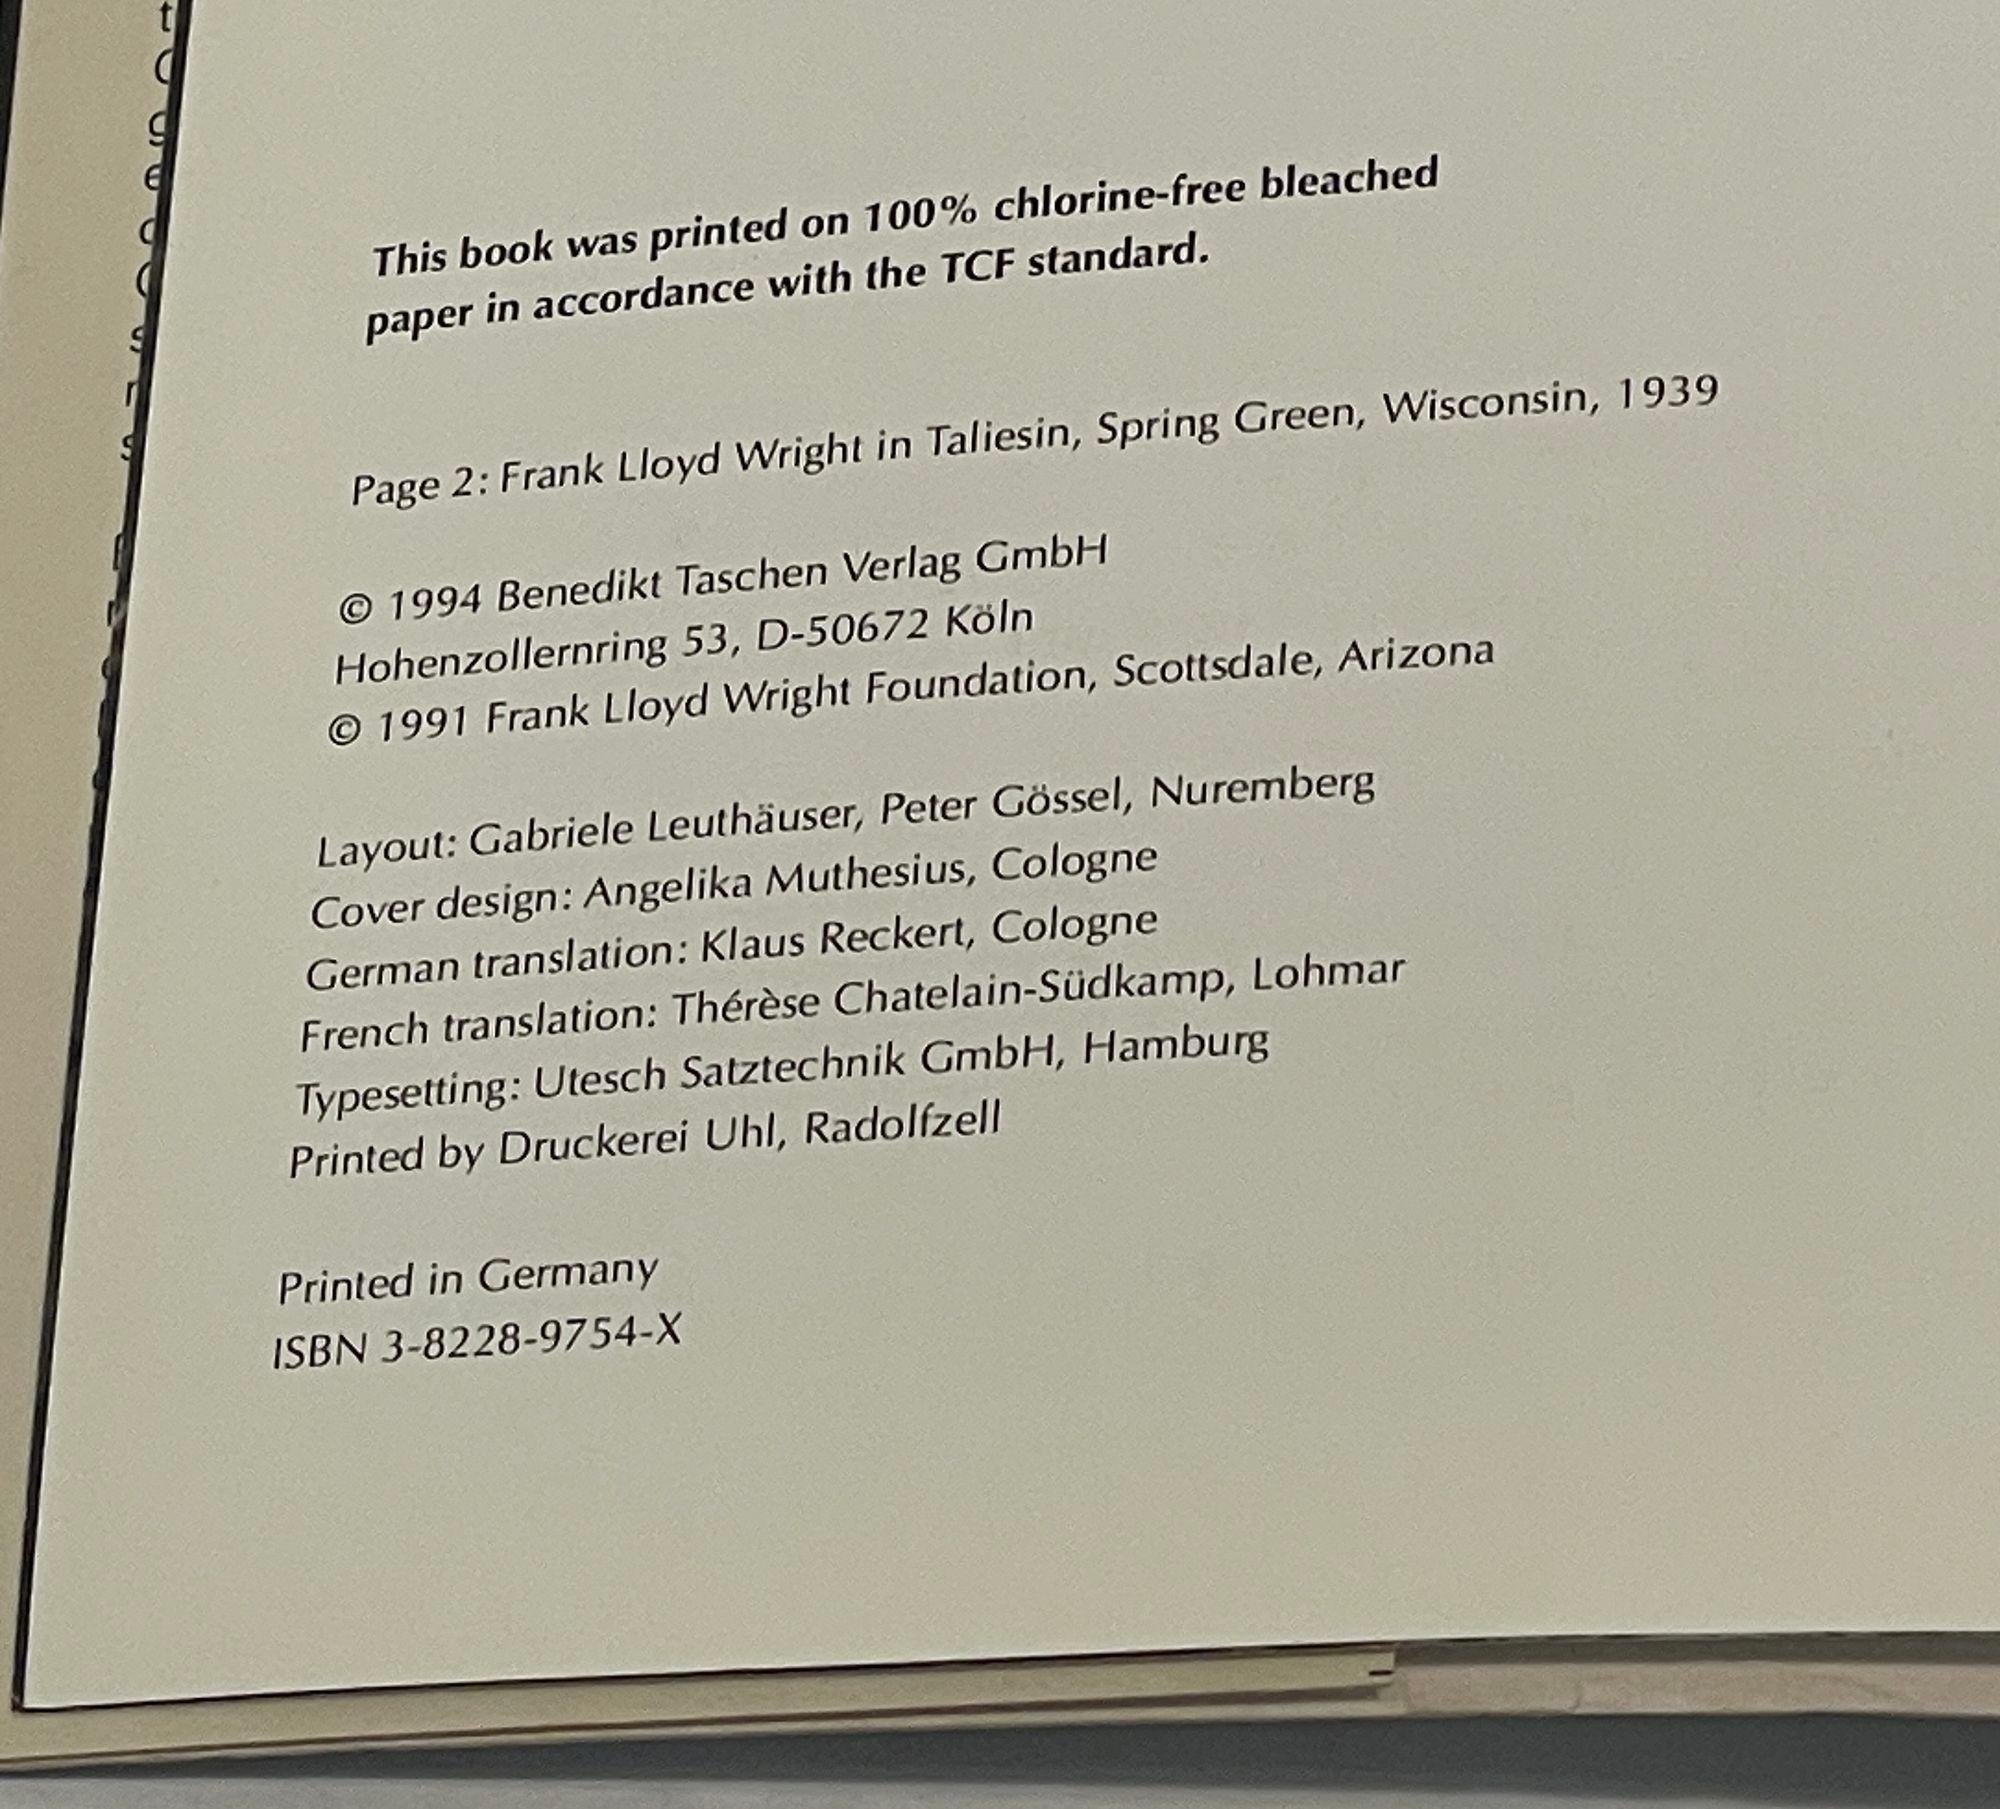 This book was printed on 100% chlorine-free bleached
paper in accordance with the TCF standard.
Page 2: Frank Lloyd Wright in Taliesin, Spring Green, Wisconsin, 1939
© 1994 Benedikt Taschen Verlag GmbH
Hohenzollernring 53, D-50672 Köln
© 1991 Frank Lloyd Wright Foundation, Scottsdale, Arizona
Layout: Gabriele Leuthäuser, Peter Gössel, Nuremberg
Cover design: Angelika Muthesius, Cologne
German translation: Klaus Reckert, Cologne
French translation: Thérèse Chatelain-Südkamp, Lohmar
Typesetting: Utesch Satztechnik GmbH, Hamburg
Printed by Druckerei Uhl, Radolfzell
Printed in Germany
ISBN 3-8228-9754-X